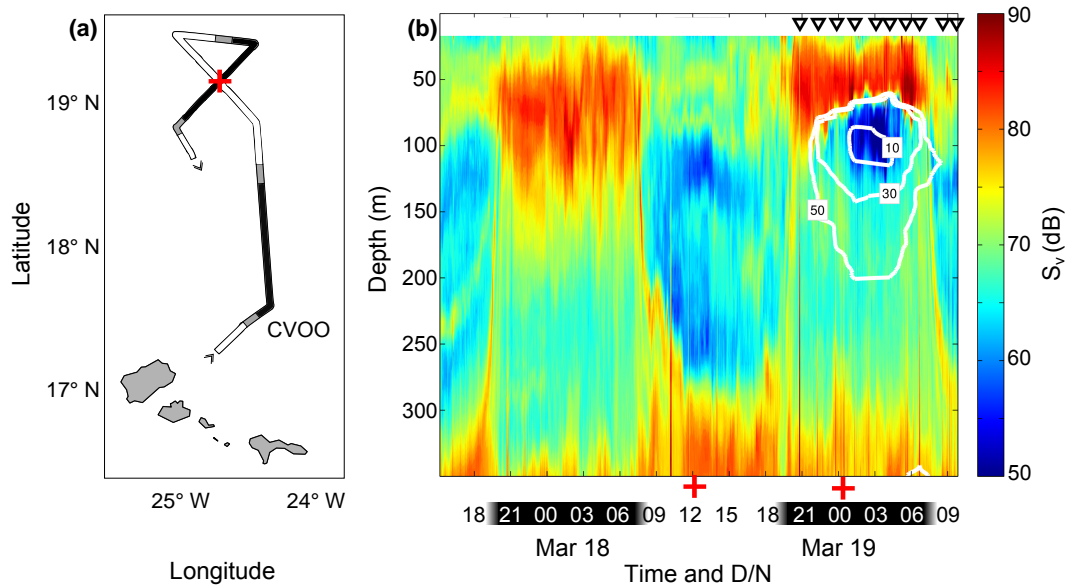 (a)
Latitude
19° N
18° N
17° N
CVOO
25° W 24° W
Longitude
(b)
Depth (m)
50
100
150
200
250
300
10
30
50
18 21 00 03 06 09 12 15 18 21 00 03 06 09
Mar 18 Mar 19
Time and D/N
90
80
70
60
50
Sv (dB)